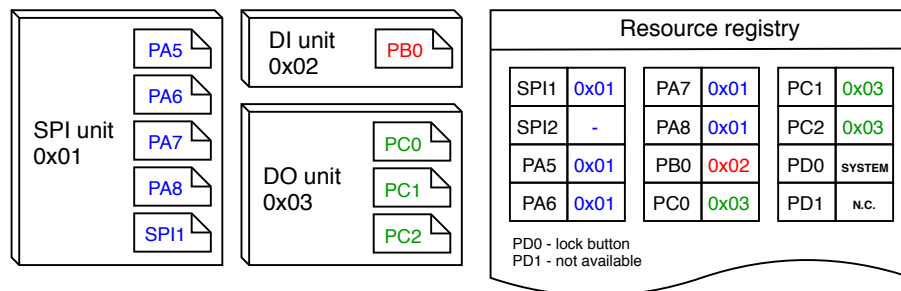 SPI unit
0x01
PA5
PA6
PA7
PA8
SPI1
DI unit
0x02
PB0
DO unit
0x03
PC0
PC1
PC2
Resource registry
SPI1 0x01 PA7 0x01 PC1 0x03
SPI2 - PA8 0x01 PC2 0x03
PA5 0x01 PB0 0x02 PD0 SYSTEM
PA6 0x01 PC0 0x03 PD1 N.C.
PD0 - lock button
PD1 - not available